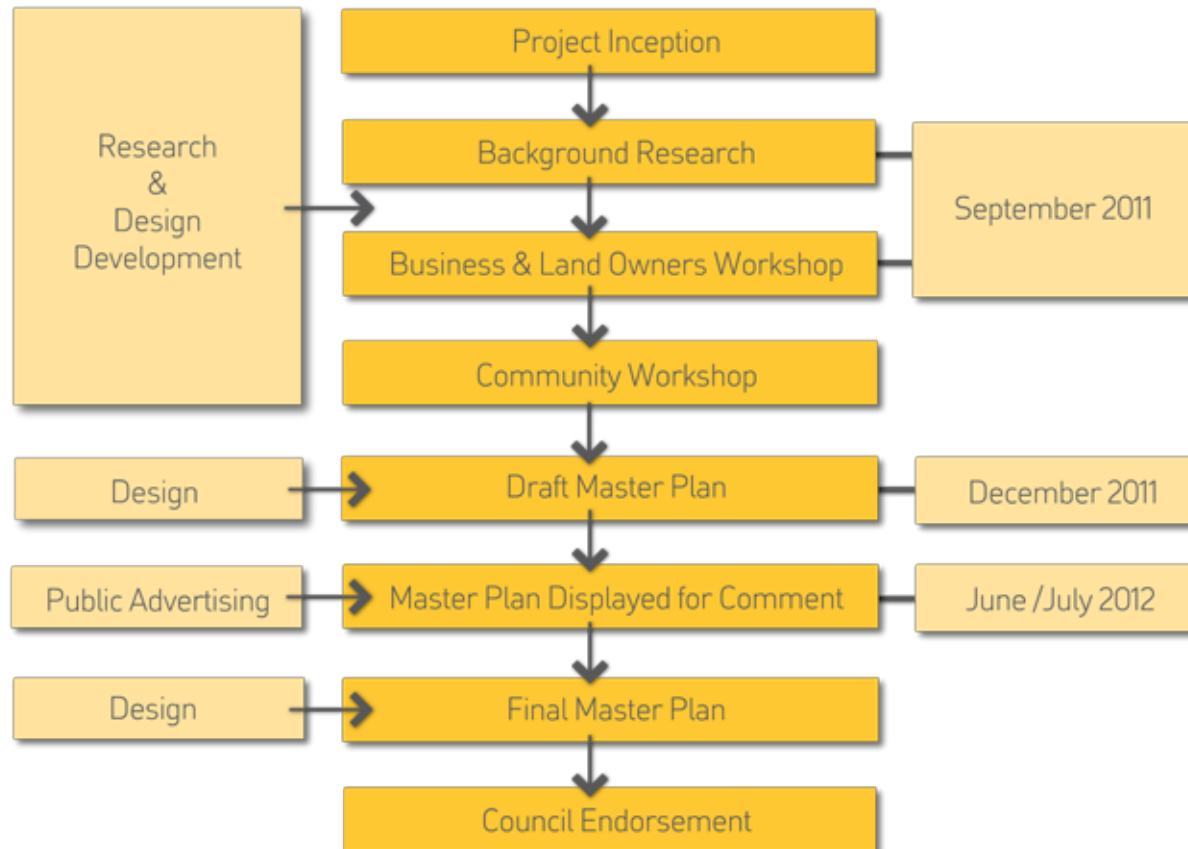 Project Inception
Research
&
Design
Development
Background Research
September 2011
Business & Land Owners Workshop
Community Workshop
Design
Draft Master Plan
December 2011
Public Advertising
Master Plan Displayed for Comment
June /July 2012
Design
Final Master Plan
Council Endorsement